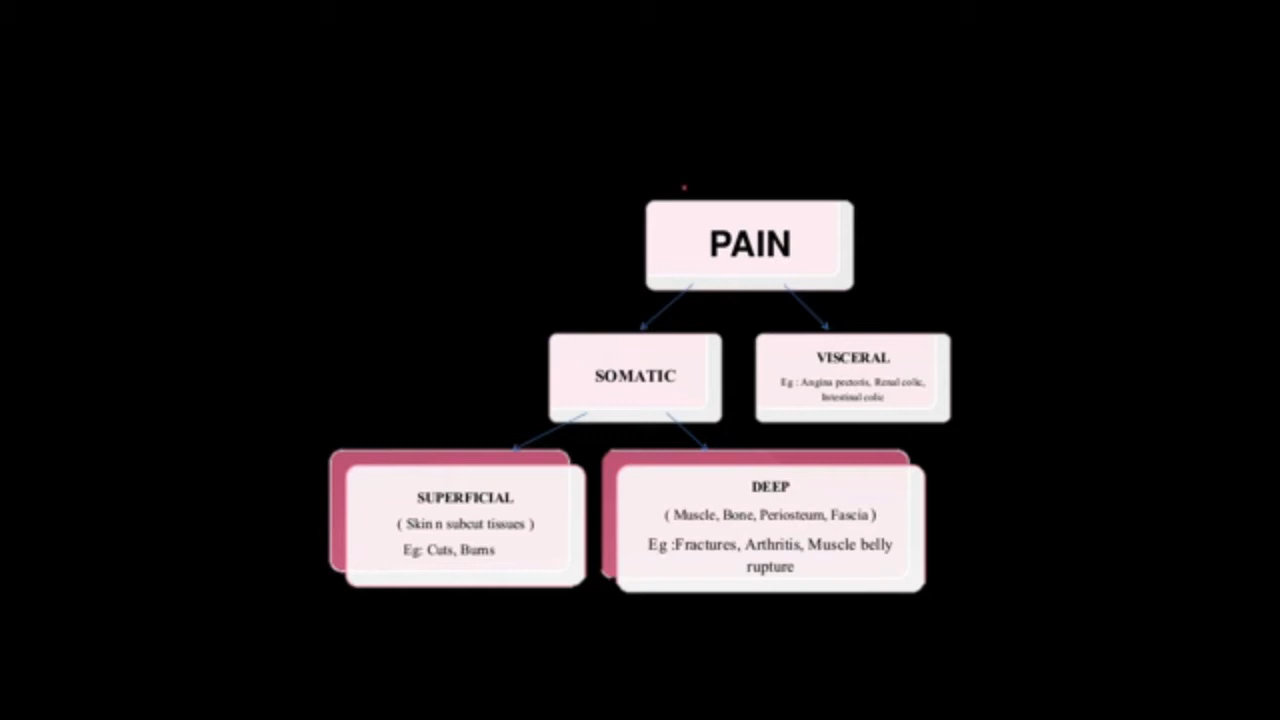 PAIN
SOMATIC
VISCERAL
Eg : Angina pectoris, Renal colic,
Intestinal colic
SUPERFICIAL
( Skin n subcut tissues )
Eg: Cuts, Burns
DEEP
( Muscle, Bone, Periosteum, Fascia )
Eg :Fractures, Arthritis, Muscle belly
rupture